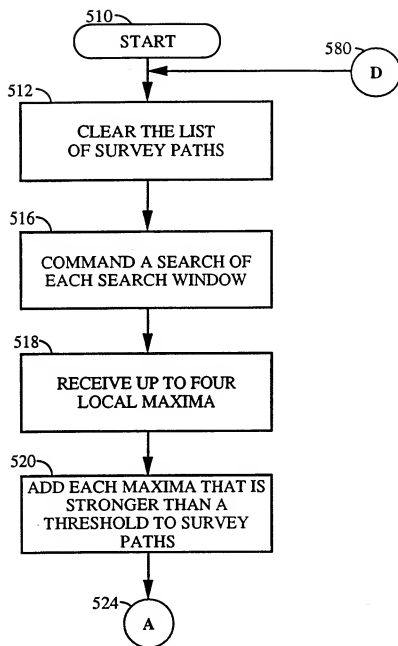 510
START
580
D
512
CLEAR THE LIST
OF SURVEY PATHS
516
COMMAND A SEARCH OF
EACH SEARCH WINDOW
518
RECEIVE UP TO FOUR
LOCAL MAXIMA
520
ADD EACH MAXIMA THAT IS
STRONGER THAN A
THRESHOLD TO SURVEY
PATHS
524
A